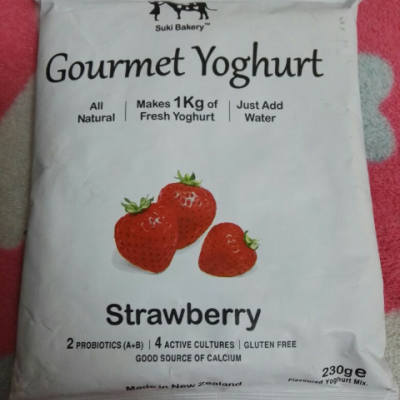 Suki Bakery™
Gourmet Yoghurt
All Natural | Makes 1Kg of Fresh Yoghurt | Just Add Water
Strawberry
2 PROBIOTICS (A+B) | 4 ACTIVE CULTURES | GLUTEN FREE
GOOD SOURCE OF CALCIUM
230g e
Flavoured Yoghurt Mix.
Made in New Zealand